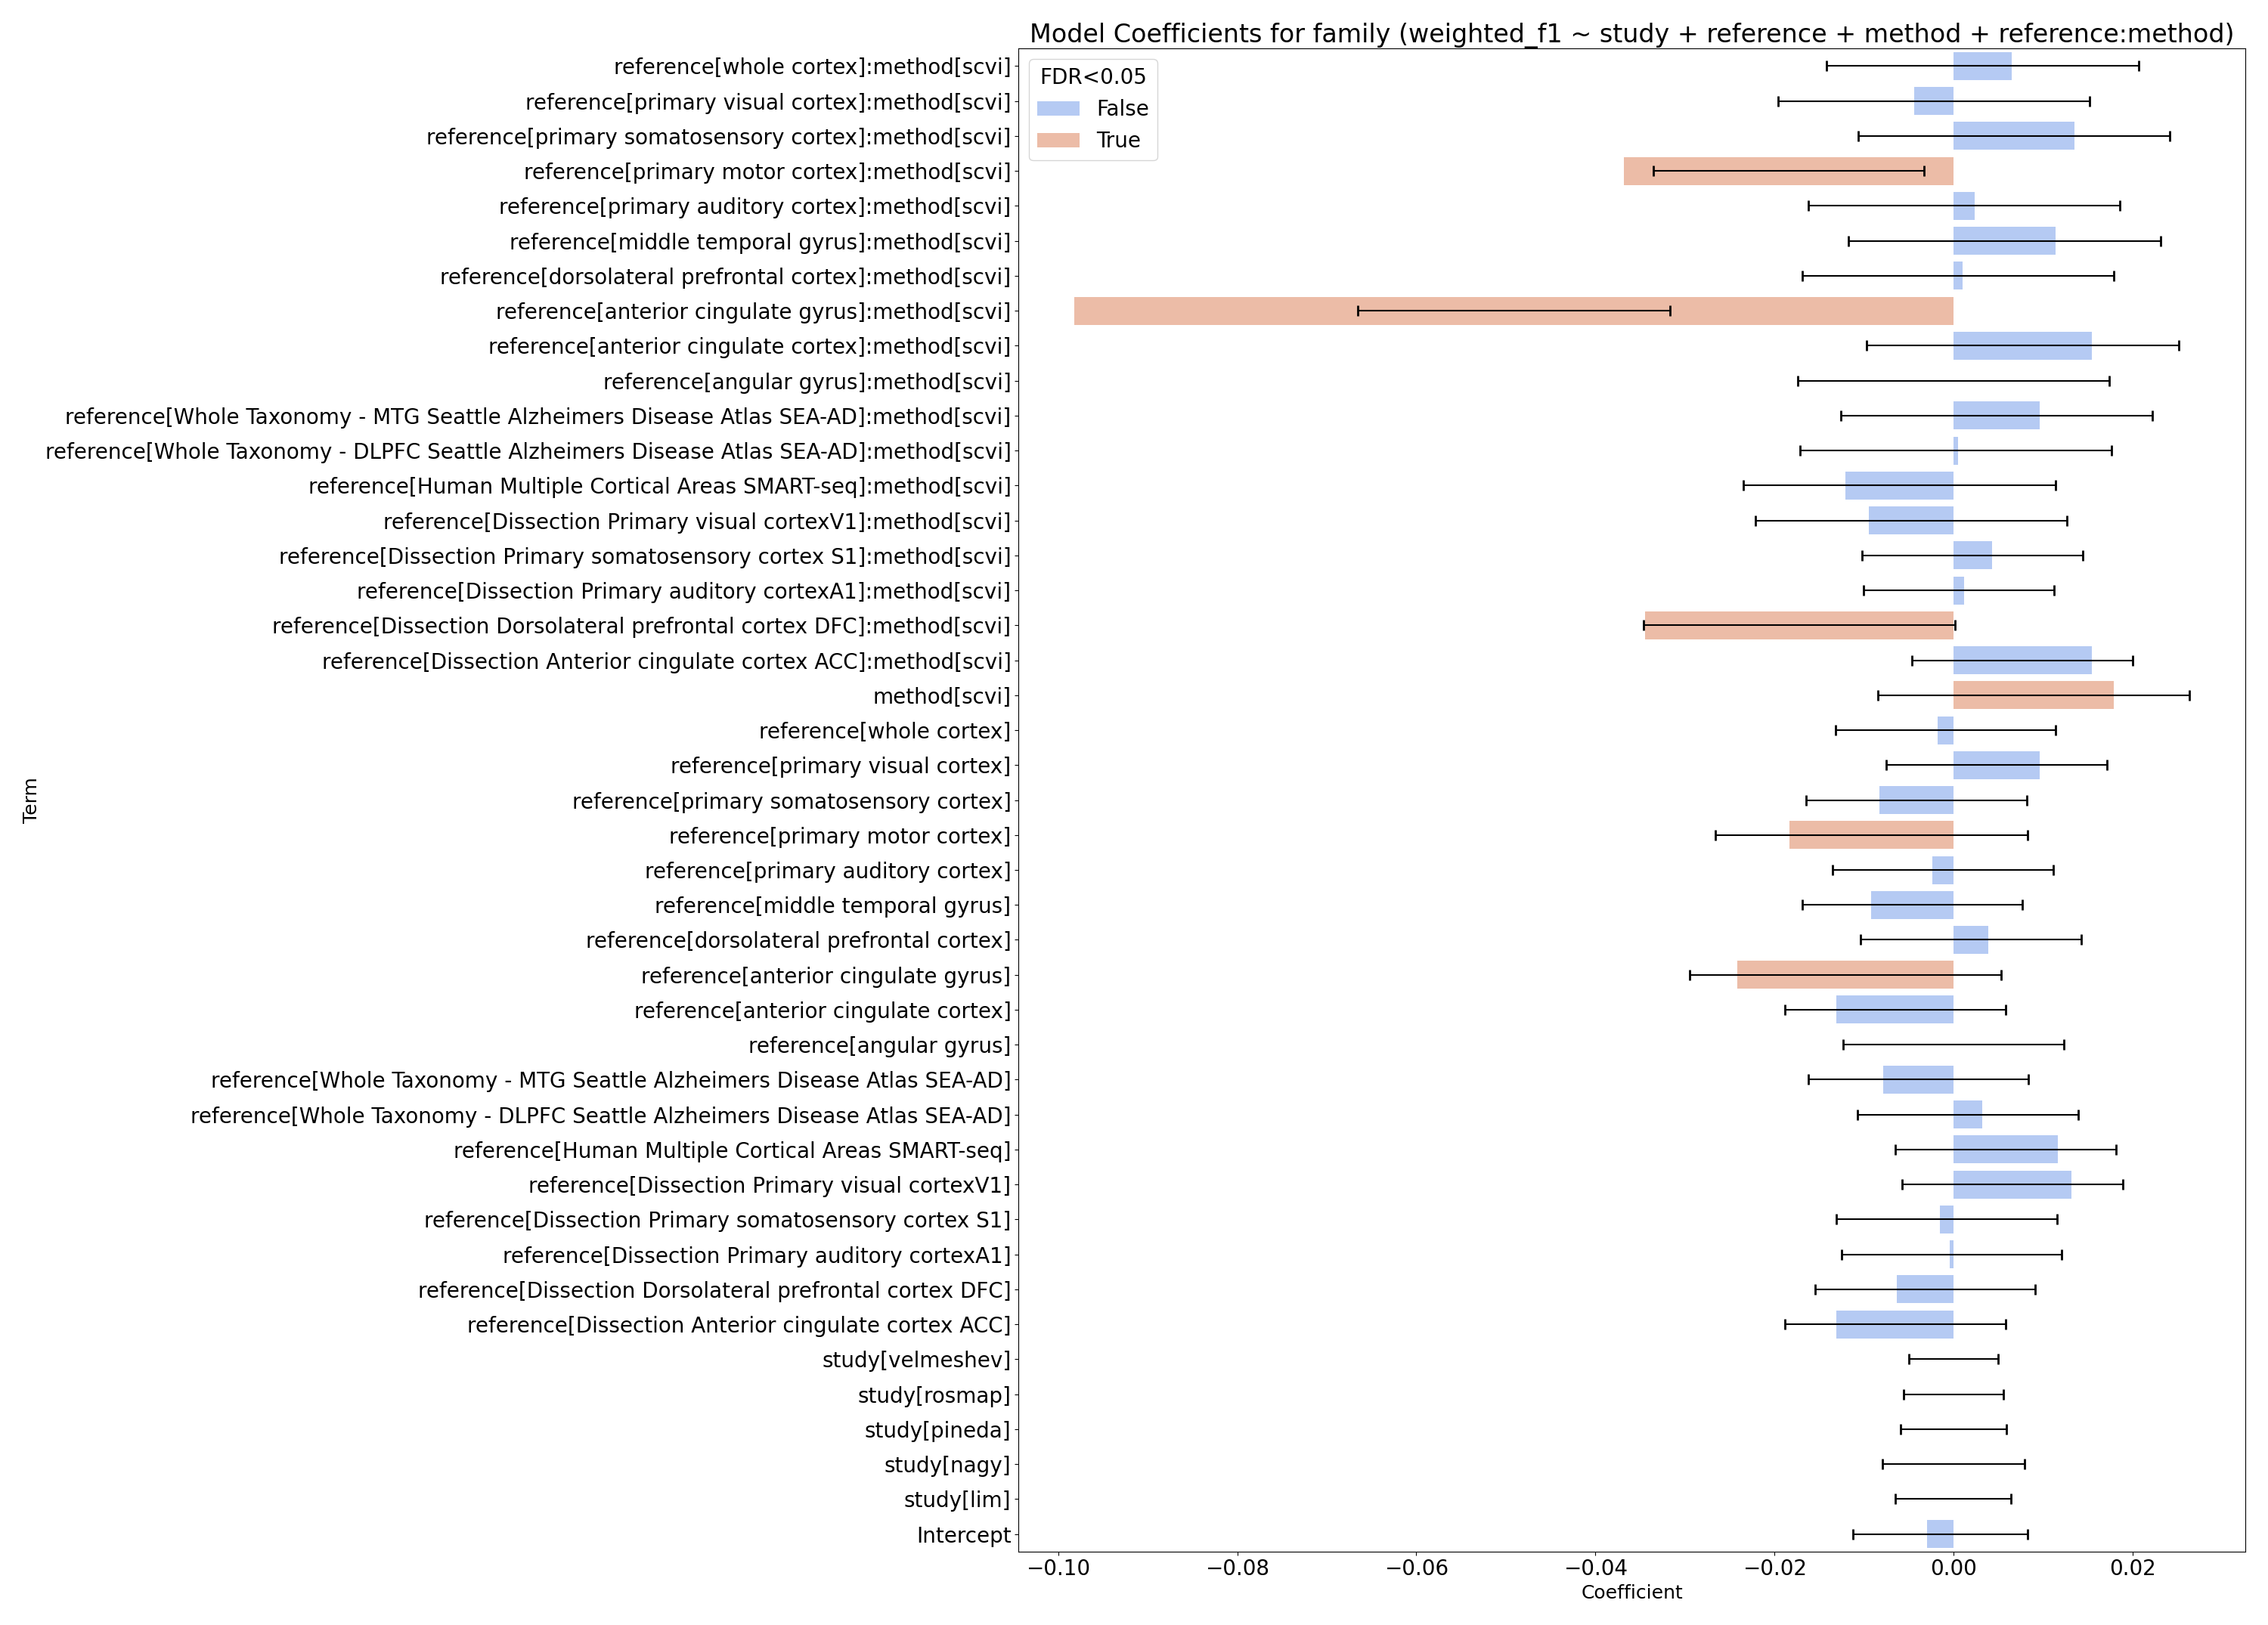 Model Coefficients for family (weighted_f1 ~ study + reference + method + reference:method)
FDR<0.05
False
True
reference[whole cortex]:method[scvi]
reference[primary visual cortex]:method[scvi]
reference[primary somatosensory cortex]:method[scvi]
reference[primary motor cortex]:method[scvi]
reference[primary auditory cortex]:method[scvi]
reference[middle temporal gyrus]:method[scvi]
reference[dorsolateral prefrontal cortex]:method[scvi]
reference[anterior cingulate gyrus]:method[scvi]
reference[anterior cingulate cortex]:method[scvi]
reference[angular gyrus]:method[scvi]
reference[Whole Taxonomy - MTG Seattle Alzheimers Disease Atlas SEA-AD]:method[scvi]
reference[Whole Taxonomy - DLPFC Seattle Alzheimers Disease Atlas SEA-AD]:method[scvi]
reference[Human Multiple Cortical Areas SMART-seq]:method[scvi]
reference[Dissection Primary visual cortexV1]:method[scvi]
reference[Dissection Primary somatosensory cortex S1]:method[scvi]
reference[Dissection Primary auditory cortexA1]:method[scvi]
reference[Dissection Dorsolateral prefrontal cortex DFC]:method[scvi]
reference[Dissection Anterior cingulate cortex ACC]:method[scvi]
method[scvi]
reference[whole cortex]
reference[primary visual cortex]
reference[primary somatosensory cortex]
reference[primary motor cortex]
reference[primary auditory cortex]
reference[middle temporal gyrus]
reference[dorsolateral prefrontal cortex]
reference[anterior cingulate gyrus]
reference[anterior cingulate cortex]
reference[angular gyrus]
reference[Whole Taxonomy - MTG Seattle Alzheimers Disease Atlas SEA-AD]
reference[Whole Taxonomy - DLPFC Seattle Alzheimers Disease Atlas SEA-AD]
reference[Human Multiple Cortical Areas SMART-seq]
reference[Dissection Primary visual cortexV1]
reference[Dissection Primary somatosensory cortex S1]
reference[Dissection Primary auditory cortexA1]
reference[Dissection Dorsolateral prefrontal cortex DFC]
reference[Dissection Anterior cingulate cortex ACC]
study[velmeshev]
study[rosmap]
study[pineda]
study[nagy]
study[lim]
Intercept
Term
−0.10 −0.08 −0.06 −0.04 −0.02 0.00 0.02
Coefficient